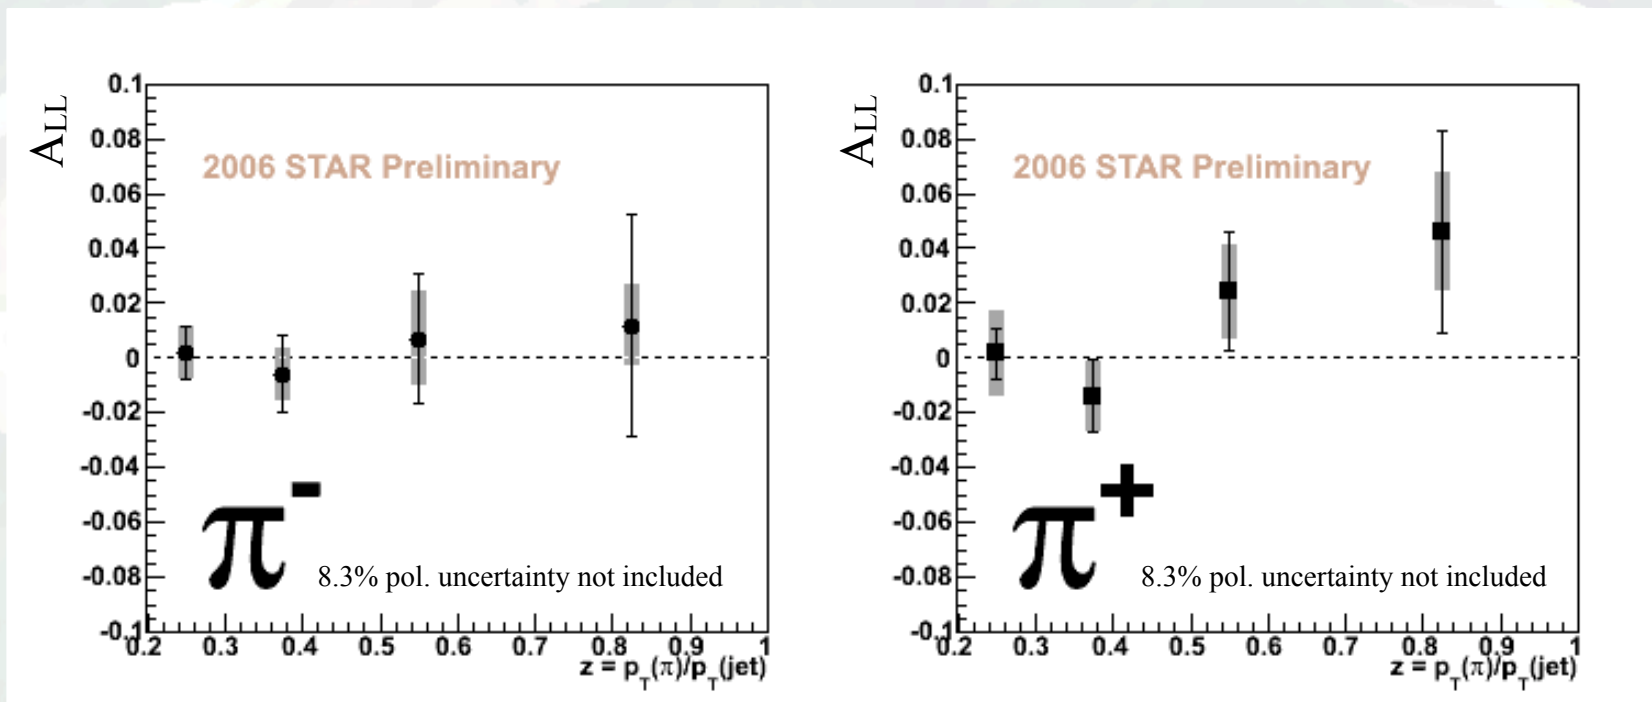 A_LL
0.1
0.08
0.06
0.04
0.02
0
-0.02
-0.04
-0.06
-0.08
-0.1
2006 STAR Preliminary
π-
8.3% pol. uncertainty not included
0.2 0.3 0.4 0.5 0.6 0.7 0.8 0.9 1
z = p_T(π)/p_T(jet)
A_LL
0.1
0.08
0.06
0.04
0.02
0
-0.02
-0.04
-0.06
-0.08
-0.1
2006 STAR Preliminary
π+
8.3% pol. uncertainty not included
0.2 0.3 0.4 0.5 0.6 0.7 0.8 0.9 1
z = p_T(π)/p_T(jet)